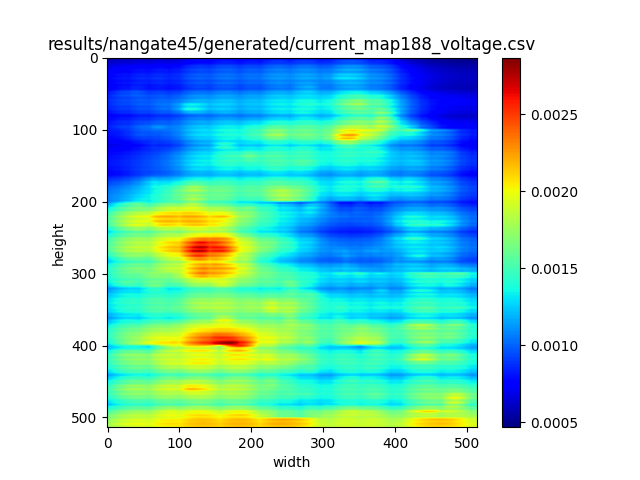 results/nangate45/generated/current_map188_voltage.csv
0
100
200
300
400
500
height
0 100 200 300 400 500
width
0.0025
0.0020
0.0015
0.0010
0.0005